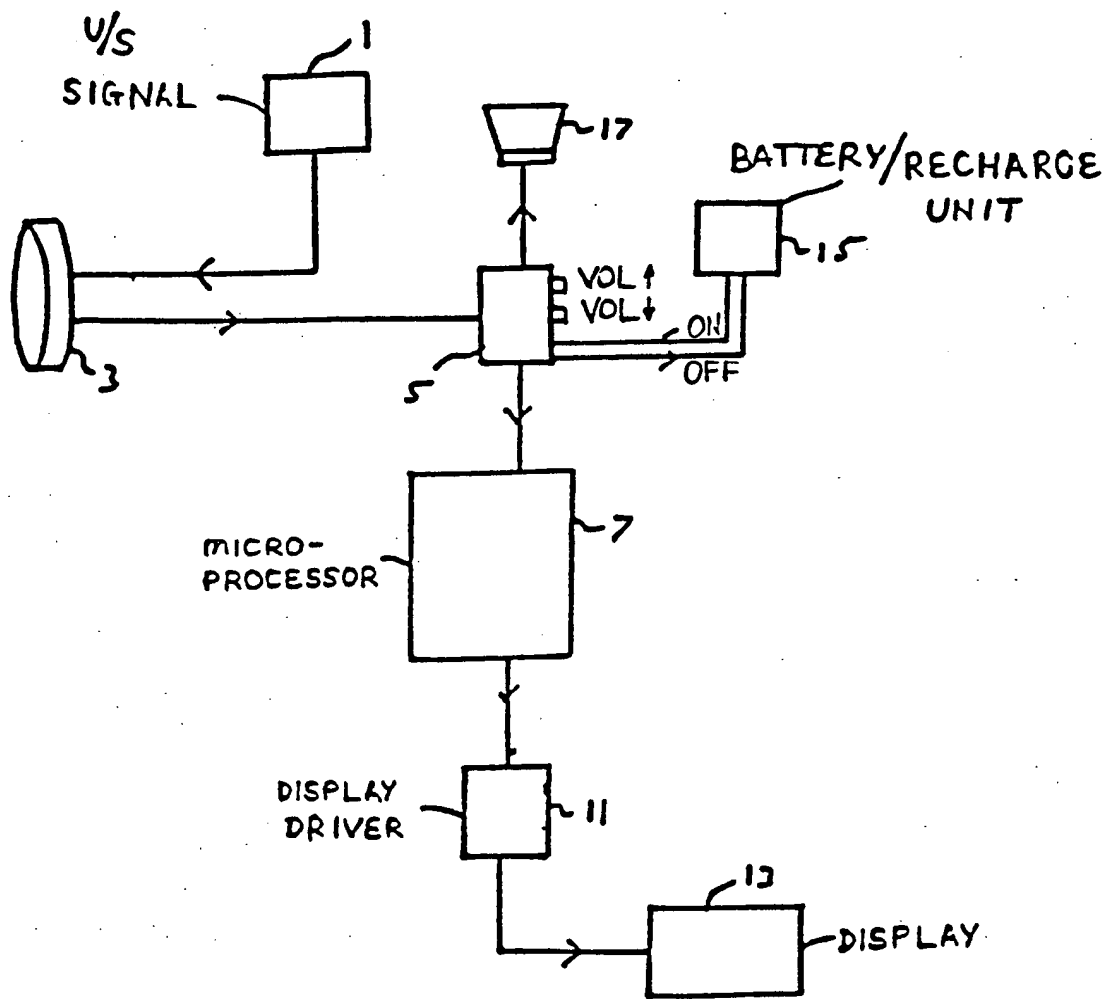 U/S
SIGNAL
1
17
BATTERY/RECHARGE
UNIT
15
VOL ↑
VOL ↓
ON
OFF
3
5
7
MICRO-
PROCESSOR
DISPLAY
DRIVER
11
13
DISPLAY